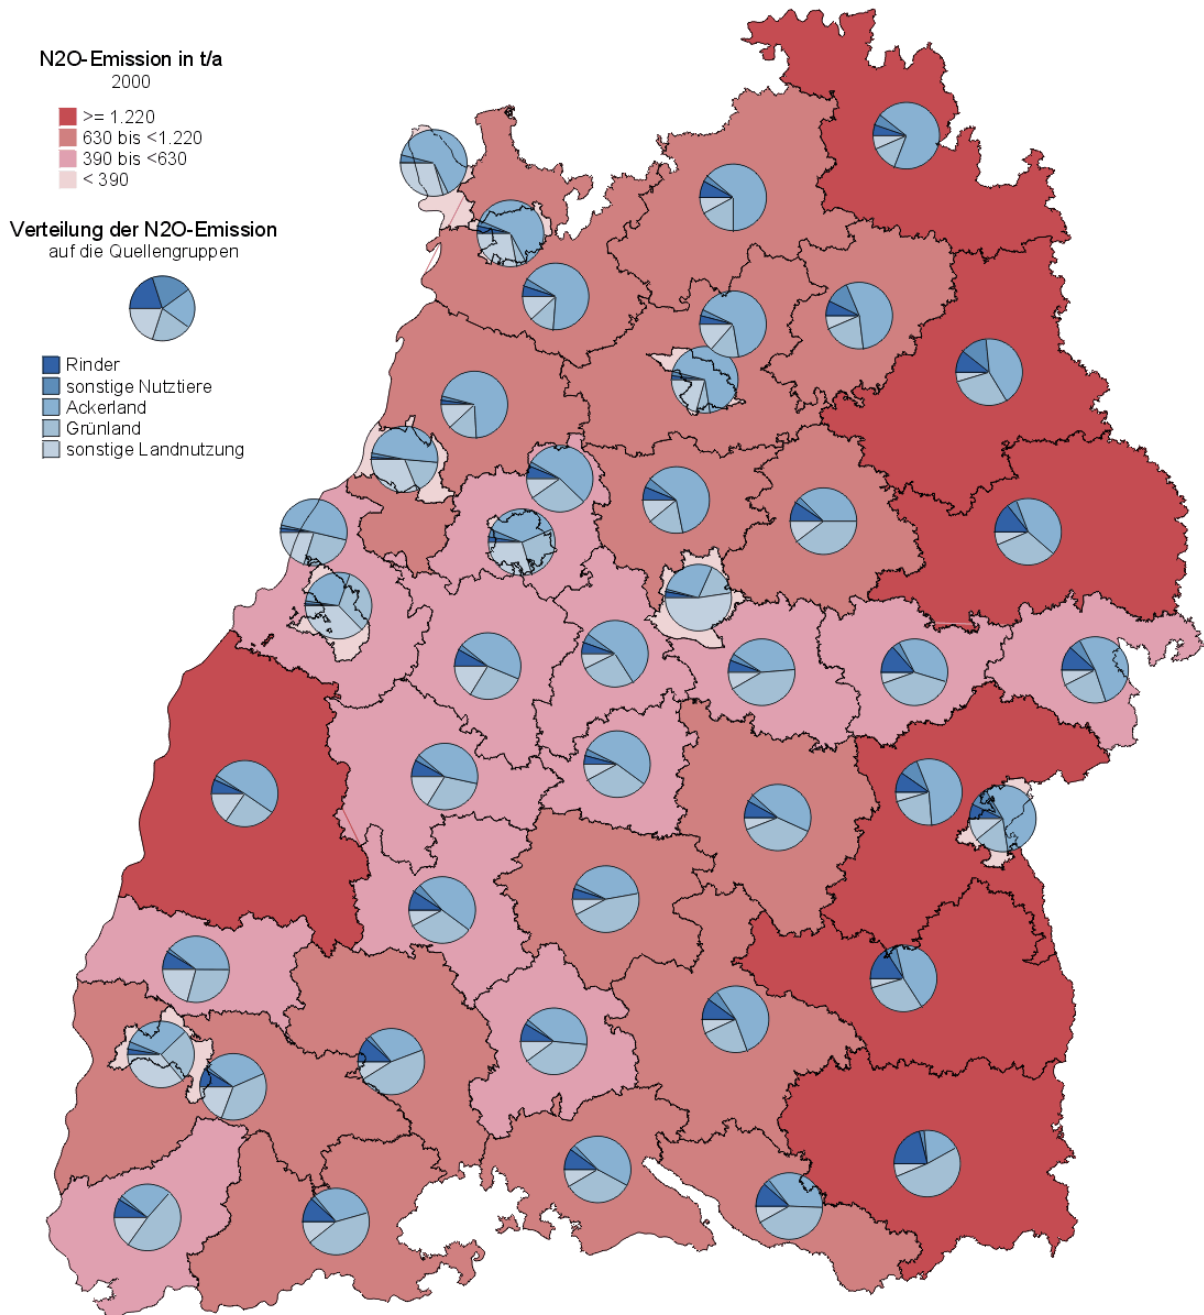 N2O-Emission in t/a
2000
>= 1.220
630 bis <1.220
390 bis <630
< 390
Verteilung der N2O-Emission
auf die Quellengruppen
Rinder
sonstige Nutztiere
Ackerland
Grünland
sonstige Landnutzung